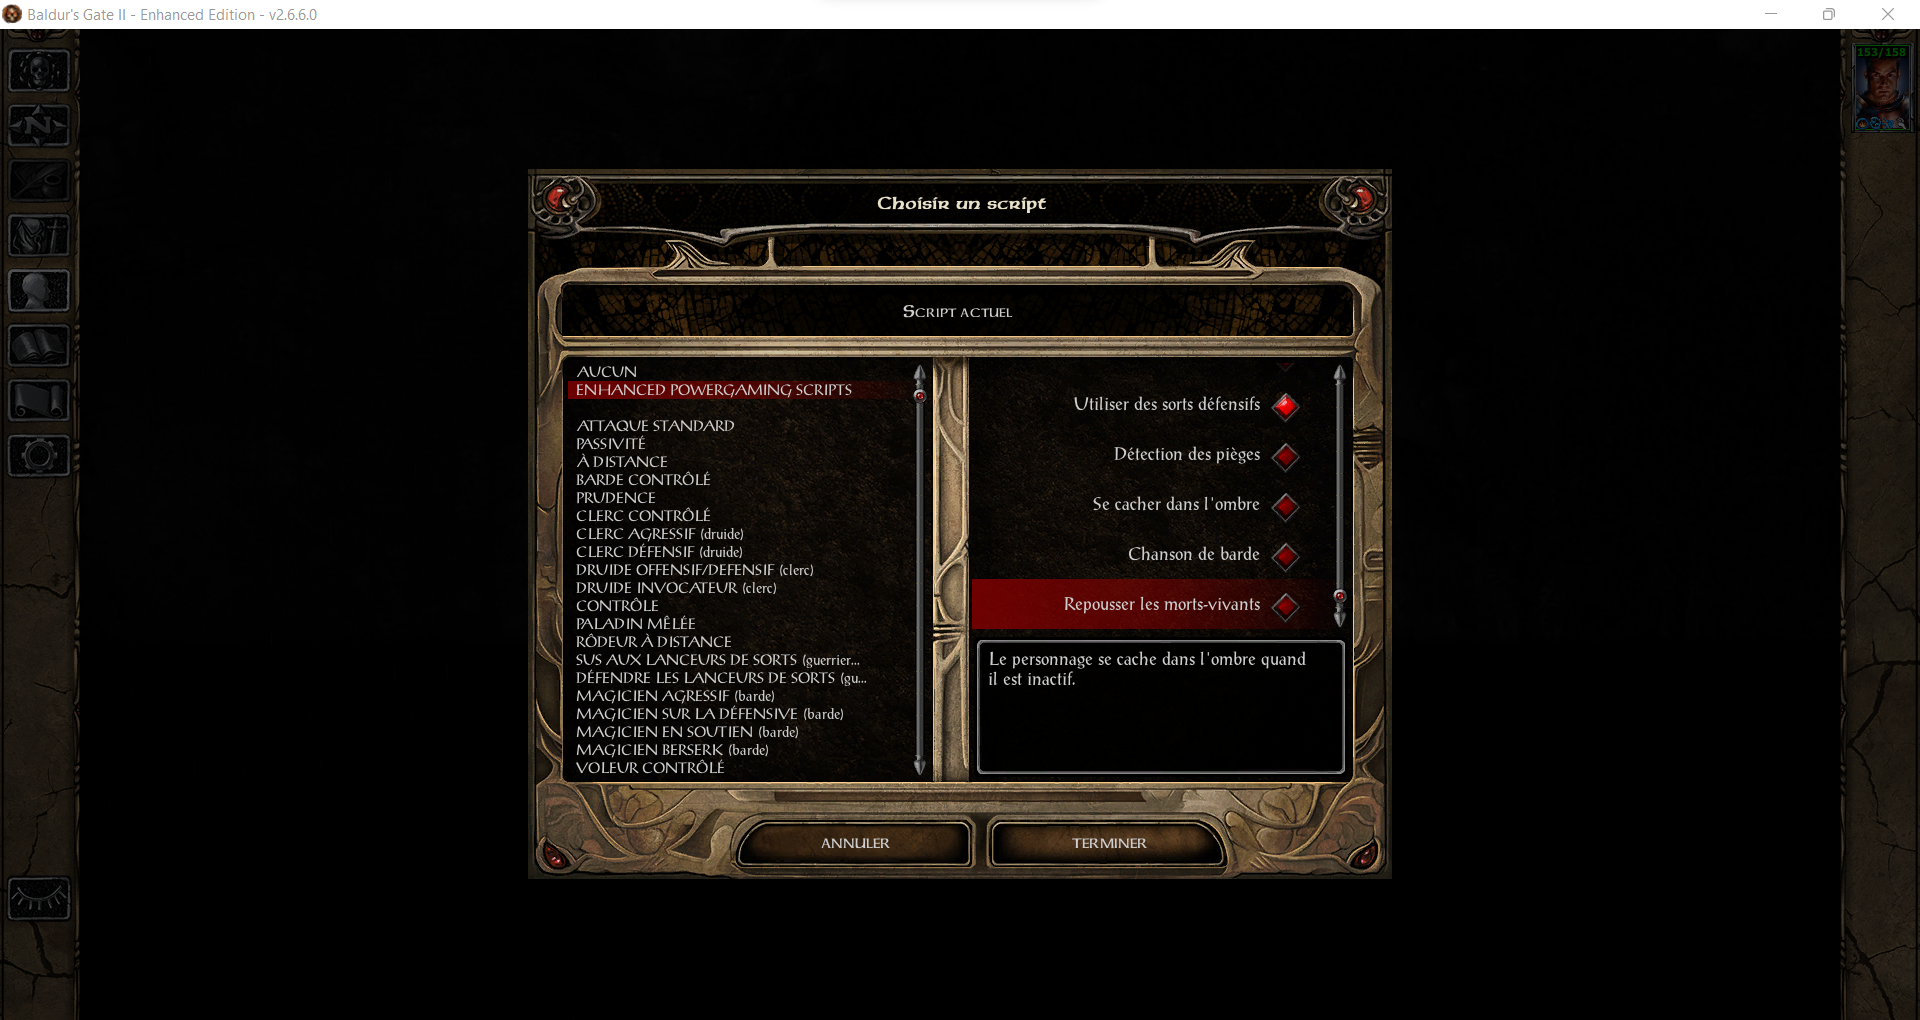 Baldur's Gate II - Enhanced Edition - v2.6.6.0
153/158
N
Choisir un script
SCRIPT ACTUEL
AUCUN
ENHANCED POWERGAMING SCRIPTS
ATTAQUE STANDARD
PASSIVITÉ
À DISTANCE
BARDE CONTRÔLÉ
PRUDENCE
CLERC CONTRÔLÉ
CLERC AGRESSIF (druide)
CLERC DÉFENSIF (druide)
DRUIDE OFFENSIF/DEFENSIF (clerc)
DRUIDE INVOCATEUR (clerc)
CONTRÔLE
PALADIN MÊLÉE
RÔDEUR À DISTANCE
SUS AUX LANCEURS DE SORTS (guerrier...
DÉFENDRE LES LANCEURS DE SORTS (gu...
MAGICIEN AGRESSIF (barde)
MAGICIEN SUR LA DÉFENSIVE (barde)
MAGICIEN EN SOUTIEN (barde)
MAGICIEN BERSERK (barde)
VOLEUR CONTRÔLÉ
Utiliser des sorts défensifs
Détection des pièges
Se cacher dans l'ombre
Chanson de barde
Repousser les morts-vivants
Le personnage se cache dans l'ombre quand
il est inactif.
ANNULER
TERMINER